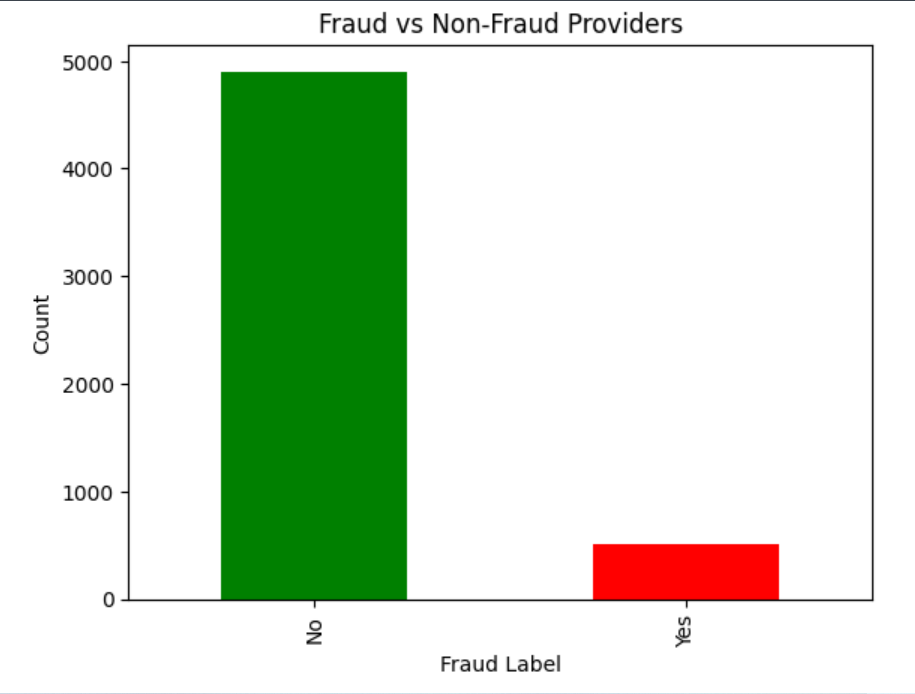 Fraud vs Non-Fraud Providers
5000
4000
3000
2000
1000
0
Count
No
Yes
Fraud Label